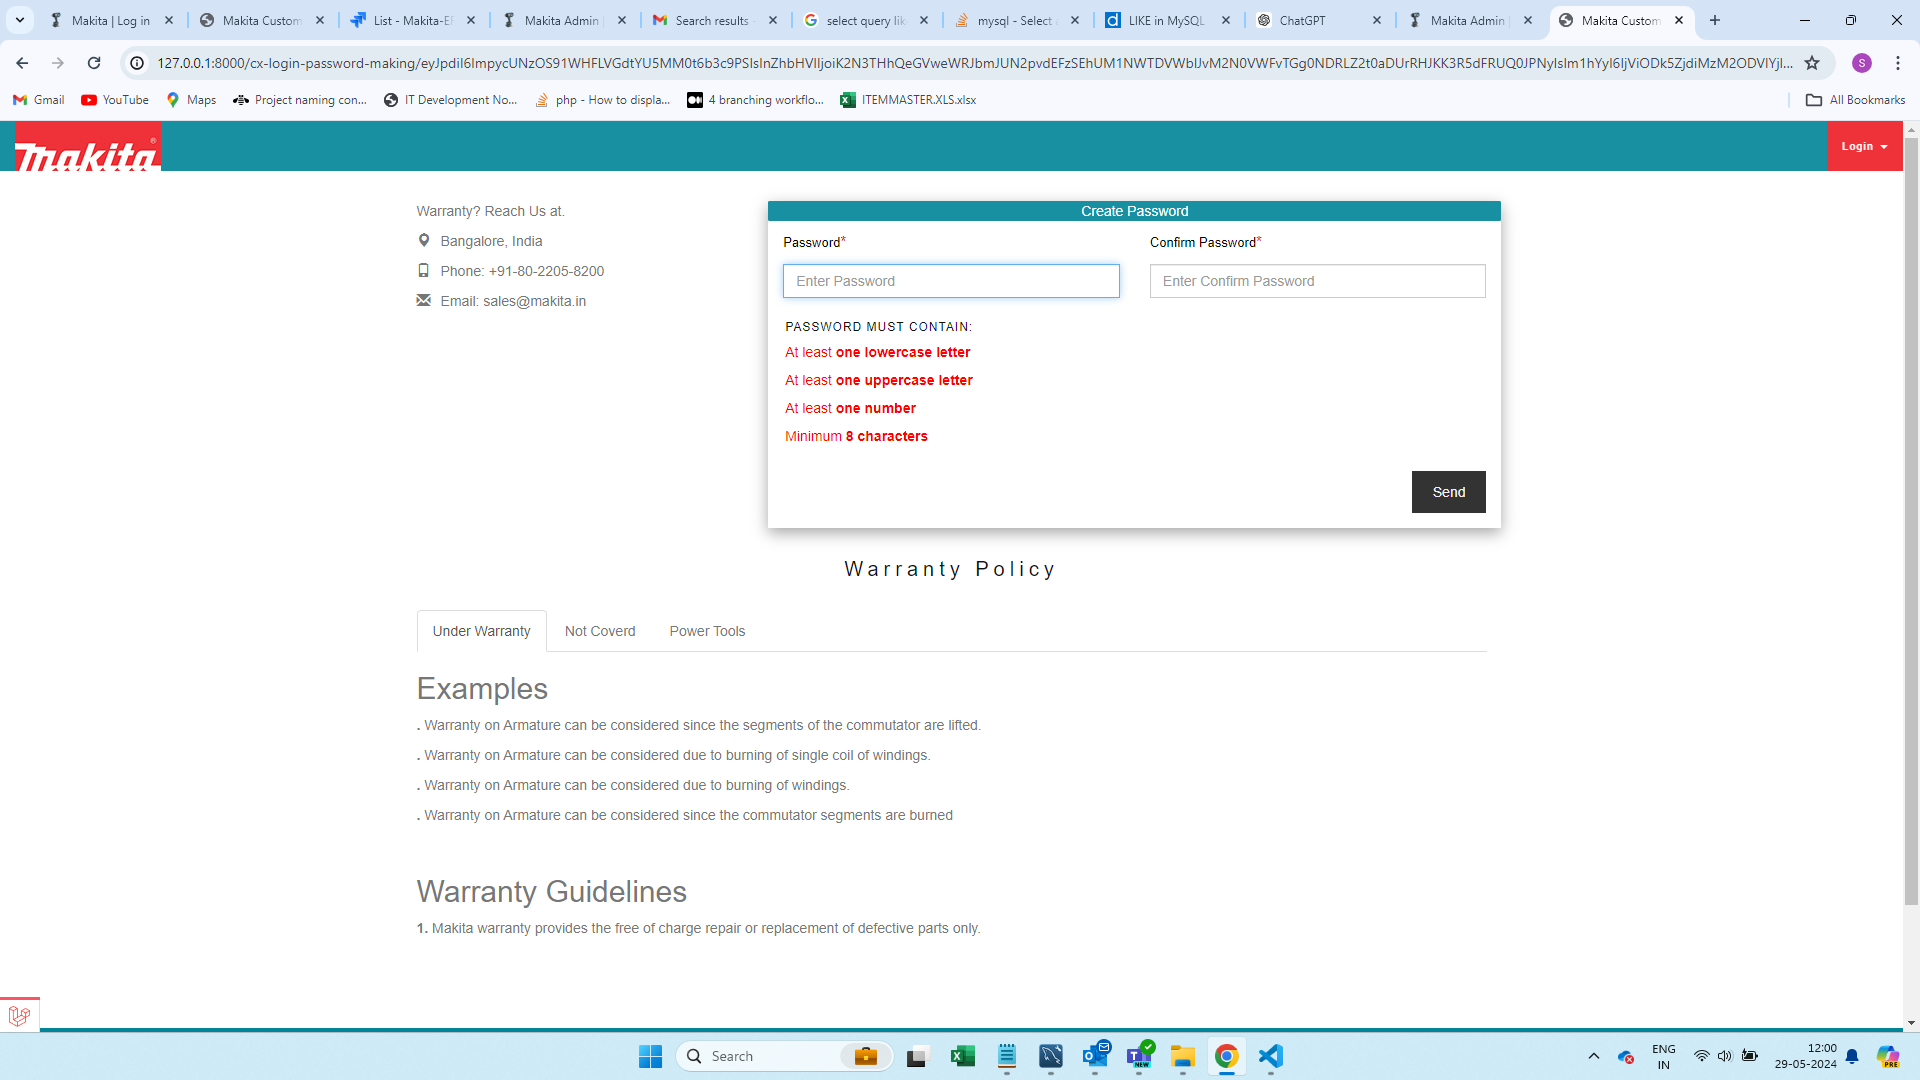 Makita | Log in
Makita Custom
List - Makita-EF
Makita Admin |
Search results -
select query lik
mysql - Select a
LIKE in MySQL
ChatGPT
Makita Admin |
Makita Custom
127.0.0.1:8000/cx-login-password-making/
Gmail
YouTube
Maps
Project naming con...
IT Development No...
php - How to displa...
4 branching workflo...
ITEMMASTER.XLS.xlsx
All Bookmarks
makita
Login
Warranty? Reach Us at.
Bangalore, India
Phone: +91-80-2205-8200
Email: sales@makita.in
Create Password
Password*
Confirm Password*
Enter Password
Enter Confirm Password
PASSWORD MUST CONTAIN:
At least one lowercase letter
At least one uppercase letter
At least one number
Minimum 8 characters
Send
Warranty Policy
Under Warranty
Not Coverd
Power Tools
Examples
. Warranty on Armature can be considered since the segments of the commutator are lifted.
. Warranty on Armature can be considered due to burning of single coil of windings.
. Warranty on Armature can be considered due to burning of windings.
. Warranty on Armature can be considered since the commutator segments are burned
Warranty Guidelines
1. Makita warranty provides the free of charge repair or replacement of defective parts only.
Search
ENG
IN
12:00
29-05-2024